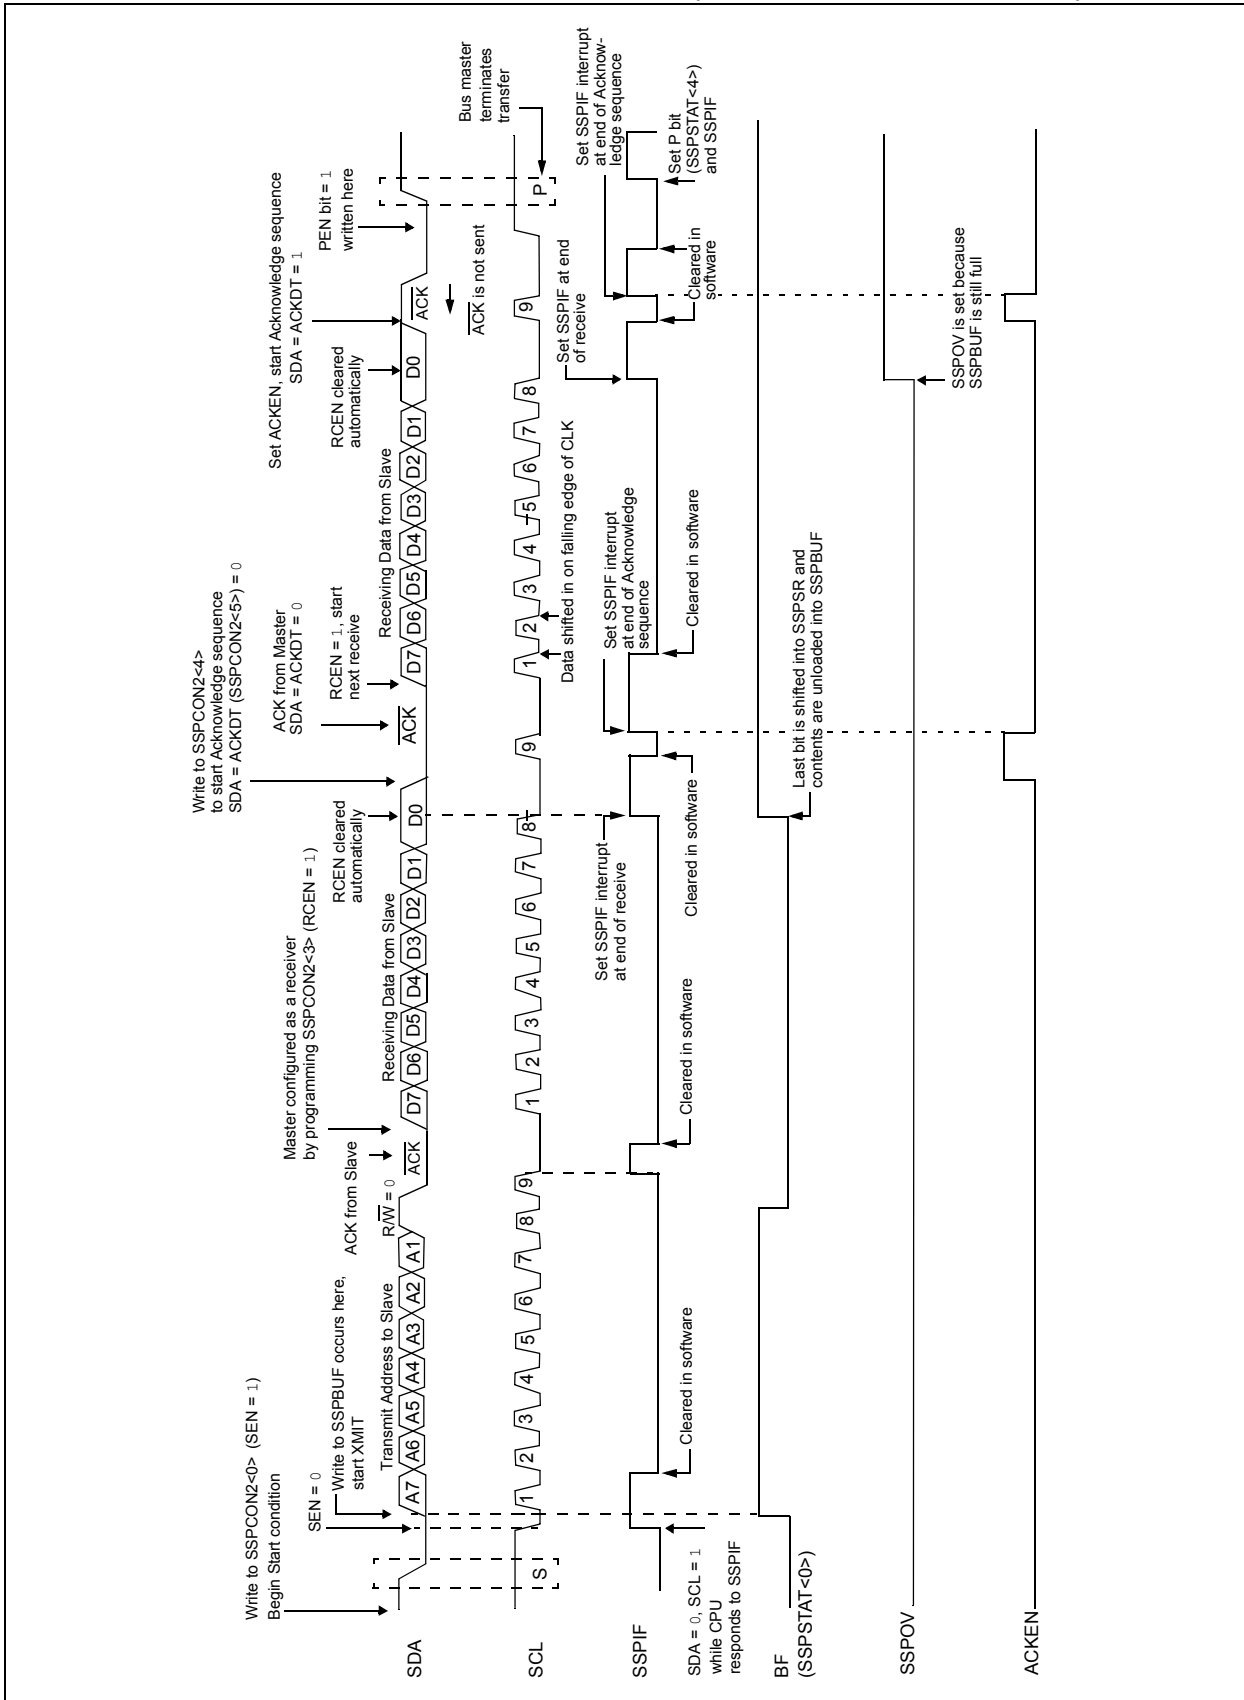 Write to SSPCON2<4>
to start Acknowledge sequence
SDA = ACKDT (SSPCON2<5>) = 0
Write to SSPCON2<0> (SEN = 1)
Begin Start condition
Master configured as a receiver
by programming SSPCON2<3> (RCEN = 1)
ACK from Master
SDA = ACKDT = 0
Set ACKEN, start Acknowledge sequence
SDA = ACKDT = 1
SEN = 0
Write to SSPBUF occurs here,
start XMIT
ACK from Slave
RCEN cleared
automatically
RCEN = 1, start
next receive
RCEN cleared
automatically
PEN bit = 1
written here
Transmit Address to Slave
R/W = 0
Receiving Data from Slave
Receiving Data from Slave
SDA
A7 A6 A5 A4 A3 A2 A1
ACK
D7 D6 D5 D4 D3 D2 D1 D0
ACK
D7 D6 D5 D4 D3 D2 D1 D0
ACK
ACK is not sent
Bus master
terminates
transfer
SCL
S
1 2 3 4 5 6 7 8 9
1 2 3 4 5 6 7 8 9
1 2 3 4 5 6 7 8 9
P
Data shifted in on falling edge of CLK
Set SSPIF interrupt
at end of receive
Set SSPIF interrupt
at end of Acknowledge
sequence
Set SSPIF at end
of receive
Set SSPIF interrupt
at end of Acknow-
ledge sequence
SSPIF
Set P bit
(SSPSTAT<4>)
and SSPIF
SDA = 0, SCL = 1
while CPU
responds to SSPIF
Cleared in software
Cleared in software
Cleared in software
Cleared in software
Cleared in
software
BF
(SSPSTAT<0>)
Last bit is shifted into SSPSR and
contents are unloaded into SSPBUF
SSPOV
SSPOV is set because
SSPBUF is still full
ACKEN